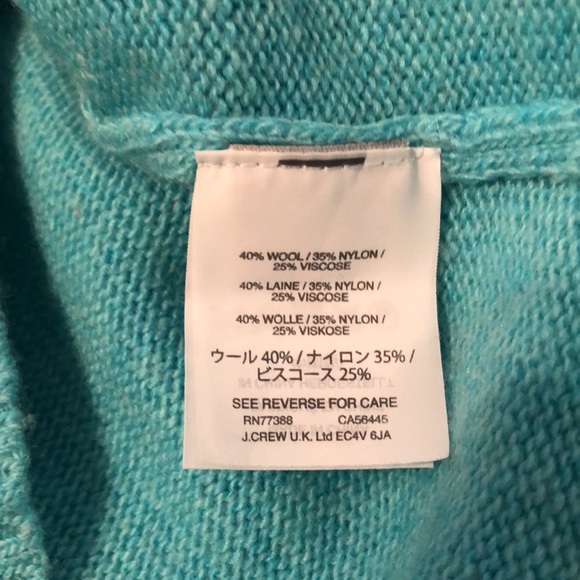 40% WOOL / 35% NYLON /
25% VISCOSE
40% LAINE / 35% NYLON /
25% VISCOSE
40% WOLLE / 35% NYLON /
25% VISKOSE
ウール 40% / ナイロン 35% /
ビスコース 25%
SEE REVERSE FOR CARE
RN77388 CA56445
J.CREW U.K. Ltd EC4V 6JA